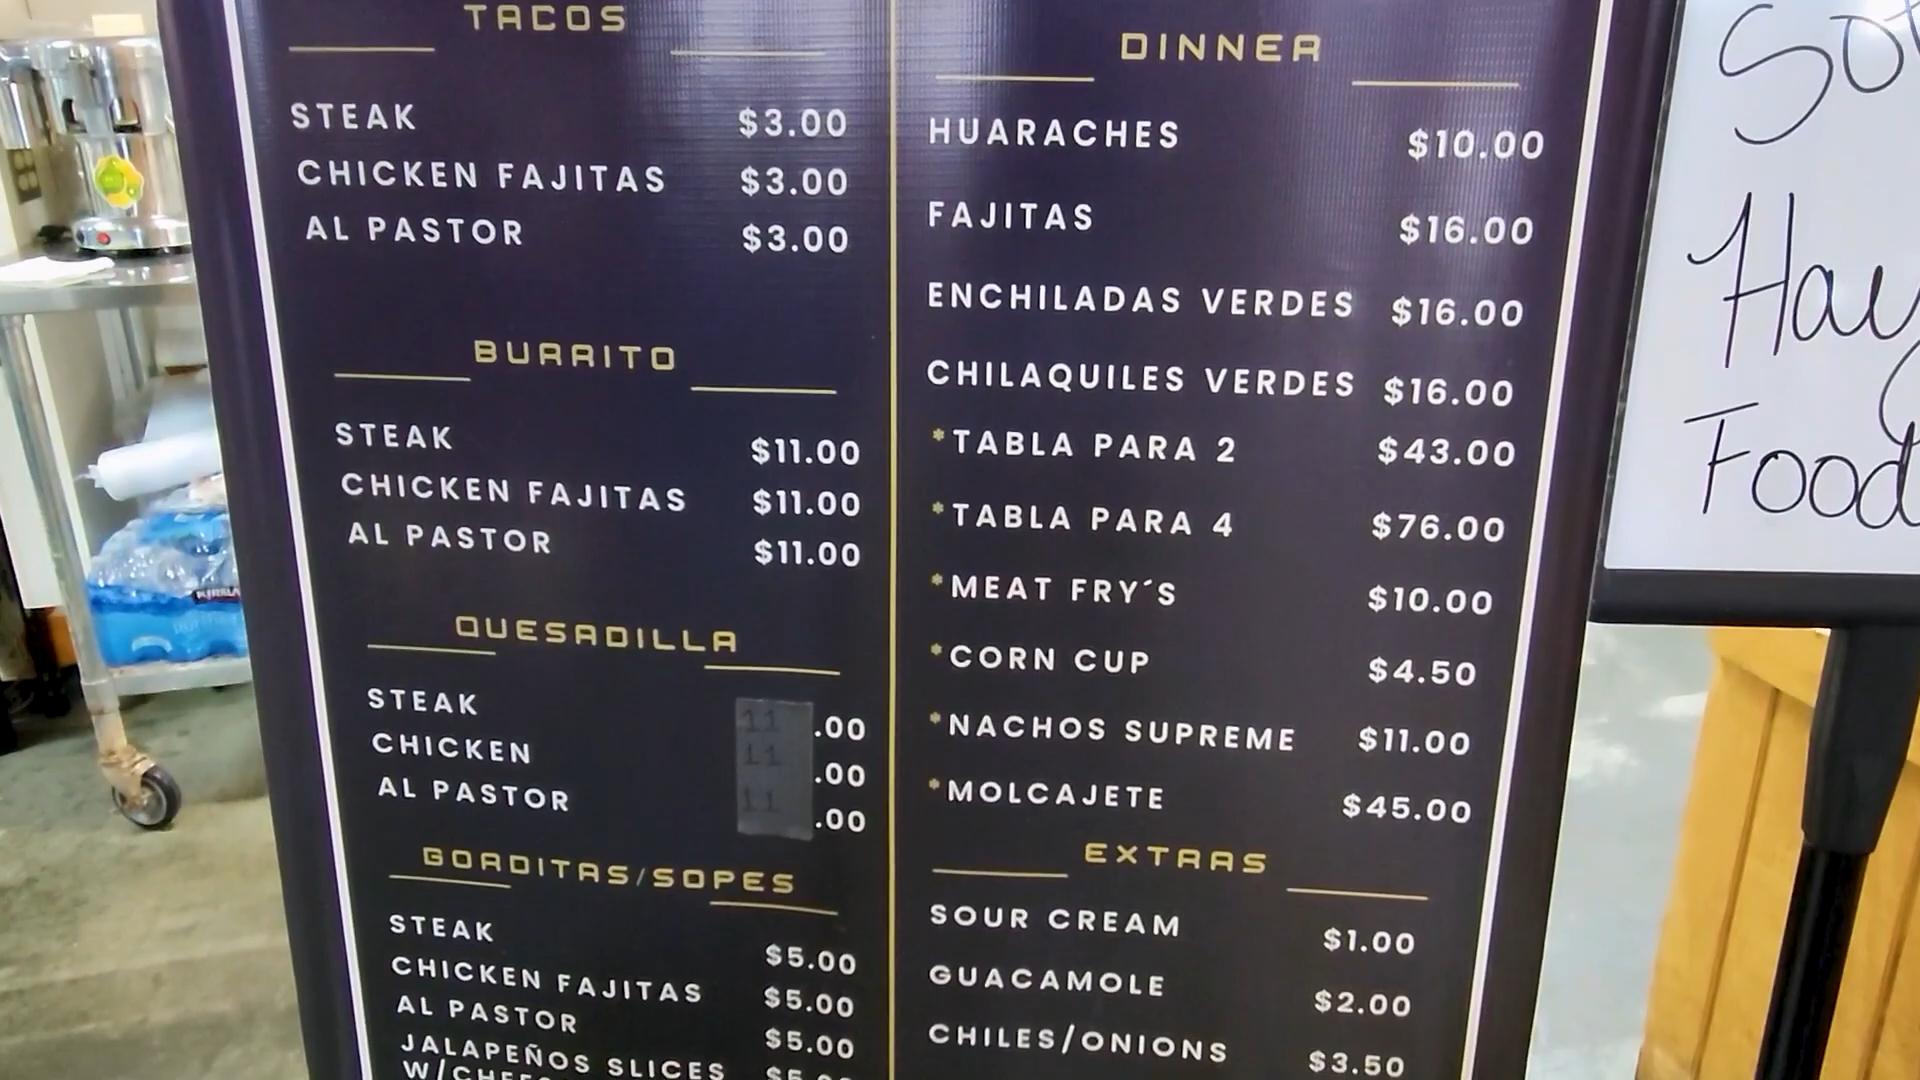 TACOS
STEAK $3.00
CHICKEN FAJITAS $3.00
AL PASTOR $3.00
BURRITO
STEAK $11.00
CHICKEN FAJITAS $11.00
AL PASTOR $11.00
QUESADILLA
STEAK 11.00
CHICKEN 11.00
AL PASTOR 11.00
GORDITAS/SOPES
STEAK $5.00
CHICKEN FAJITAS $5.00
AL PASTOR $5.00
JALAPEÑOS SLICES
DINNER
HUARACHES $10.00
FAJITAS $16.00
ENCHILADAS VERDES $16.00
CHILAQUILES VERDES $16.00
*TABLA PARA 2 $43.00
*TABLA PARA 4 $76.00
*MEAT FRY´S $10.00
*CORN CUP $4.50
*NACHOS SUPREME $11.00
*MOLCAJETE $45.00
EXTRAS
SOUR CREAM $1.00
GUACAMOLE $2.00
CHILES/ONIONS $3.50
Hay
Food